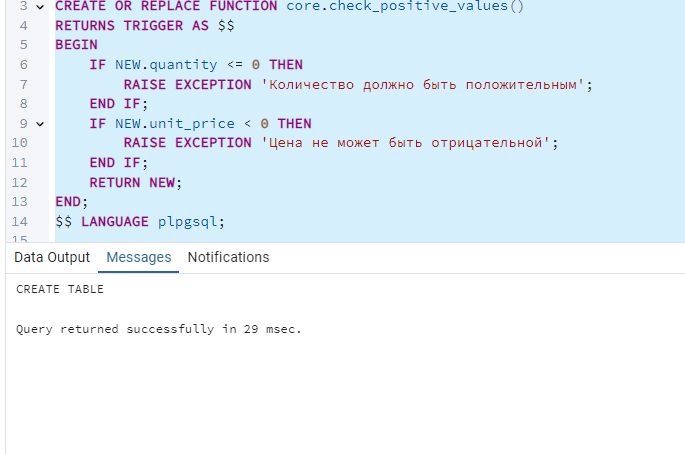 3 CREATE OR REPLACE FUNCTION core.check_positive_values()
4 RETURNS TRIGGER AS $$
5 BEGIN
6 IF NEW.quantity <= 0 THEN
7 RAISE EXCEPTION 'Количество должно быть положительным';
8 END IF;
9 IF NEW.unit_price < 0 THEN
10 RAISE EXCEPTION 'Цена не может быть отрицательной';
11 END IF;
12 RETURN NEW;
13 END;
14 $$ LANGUAGE plpgsql;
15
Data Output Messages Notifications
CREATE TABLE
Query returned successfully in 29 msec.